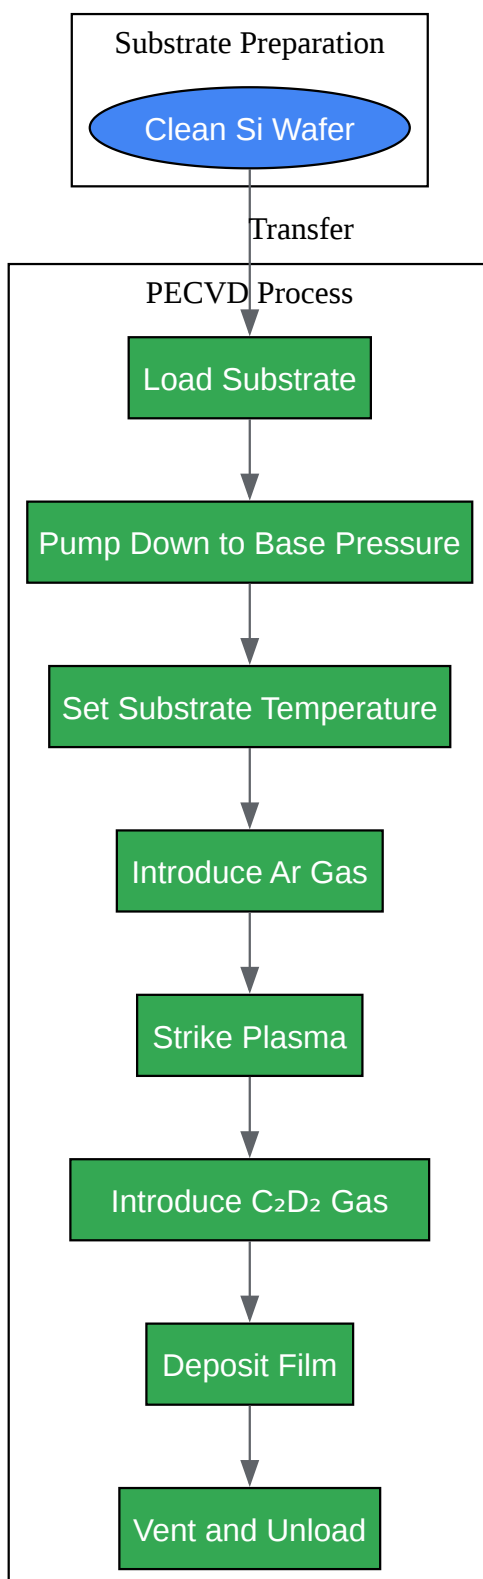 Substrate Preparation
Clean Si Wafer
Transfer
PECVD Process
Load Substrate
Pump Down to Base Pressure
Set Substrate Temperature
Introduce Ar Gas
Strike Plasma
Introduce C₂D₂ Gas
Deposit Film
Vent and Unload